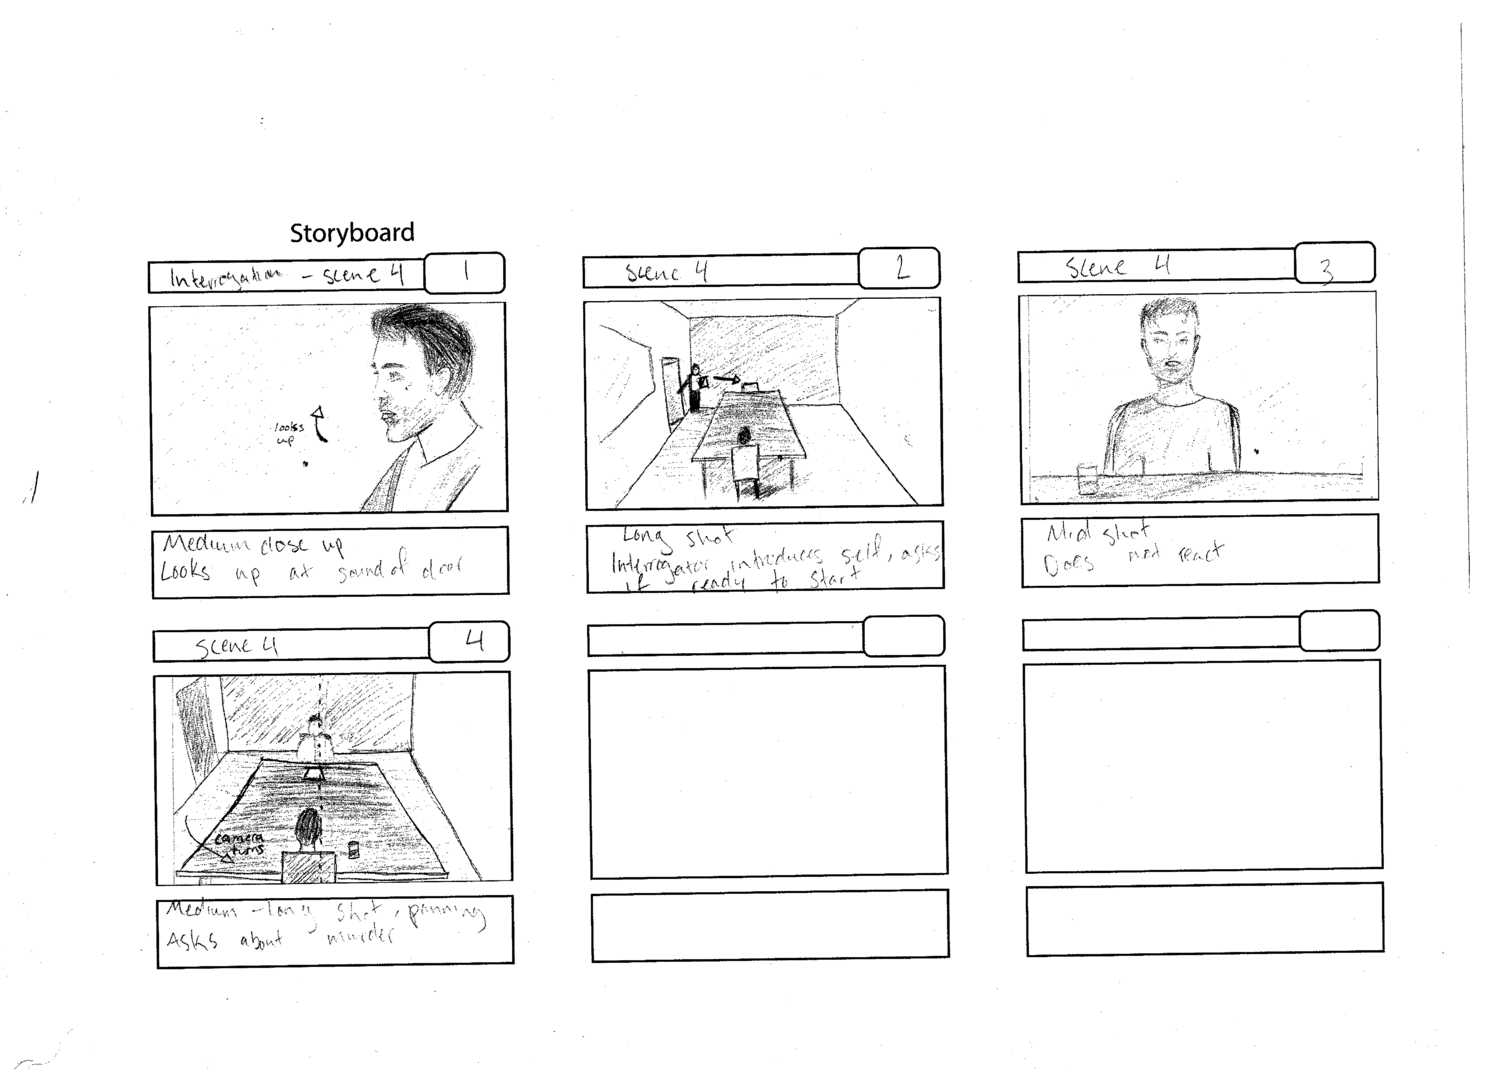 Storyboard
Interrogation - scene 4
1
looks
up
Medium close up
Looks up at sound of door
scene 4
2
Long shot
Interrogator introduces self, asks
if ready to start
scene 4
3
Mid shot
Does not react
scene 4
4
camera
turns
Medium-long shot, panning
Asks about murder